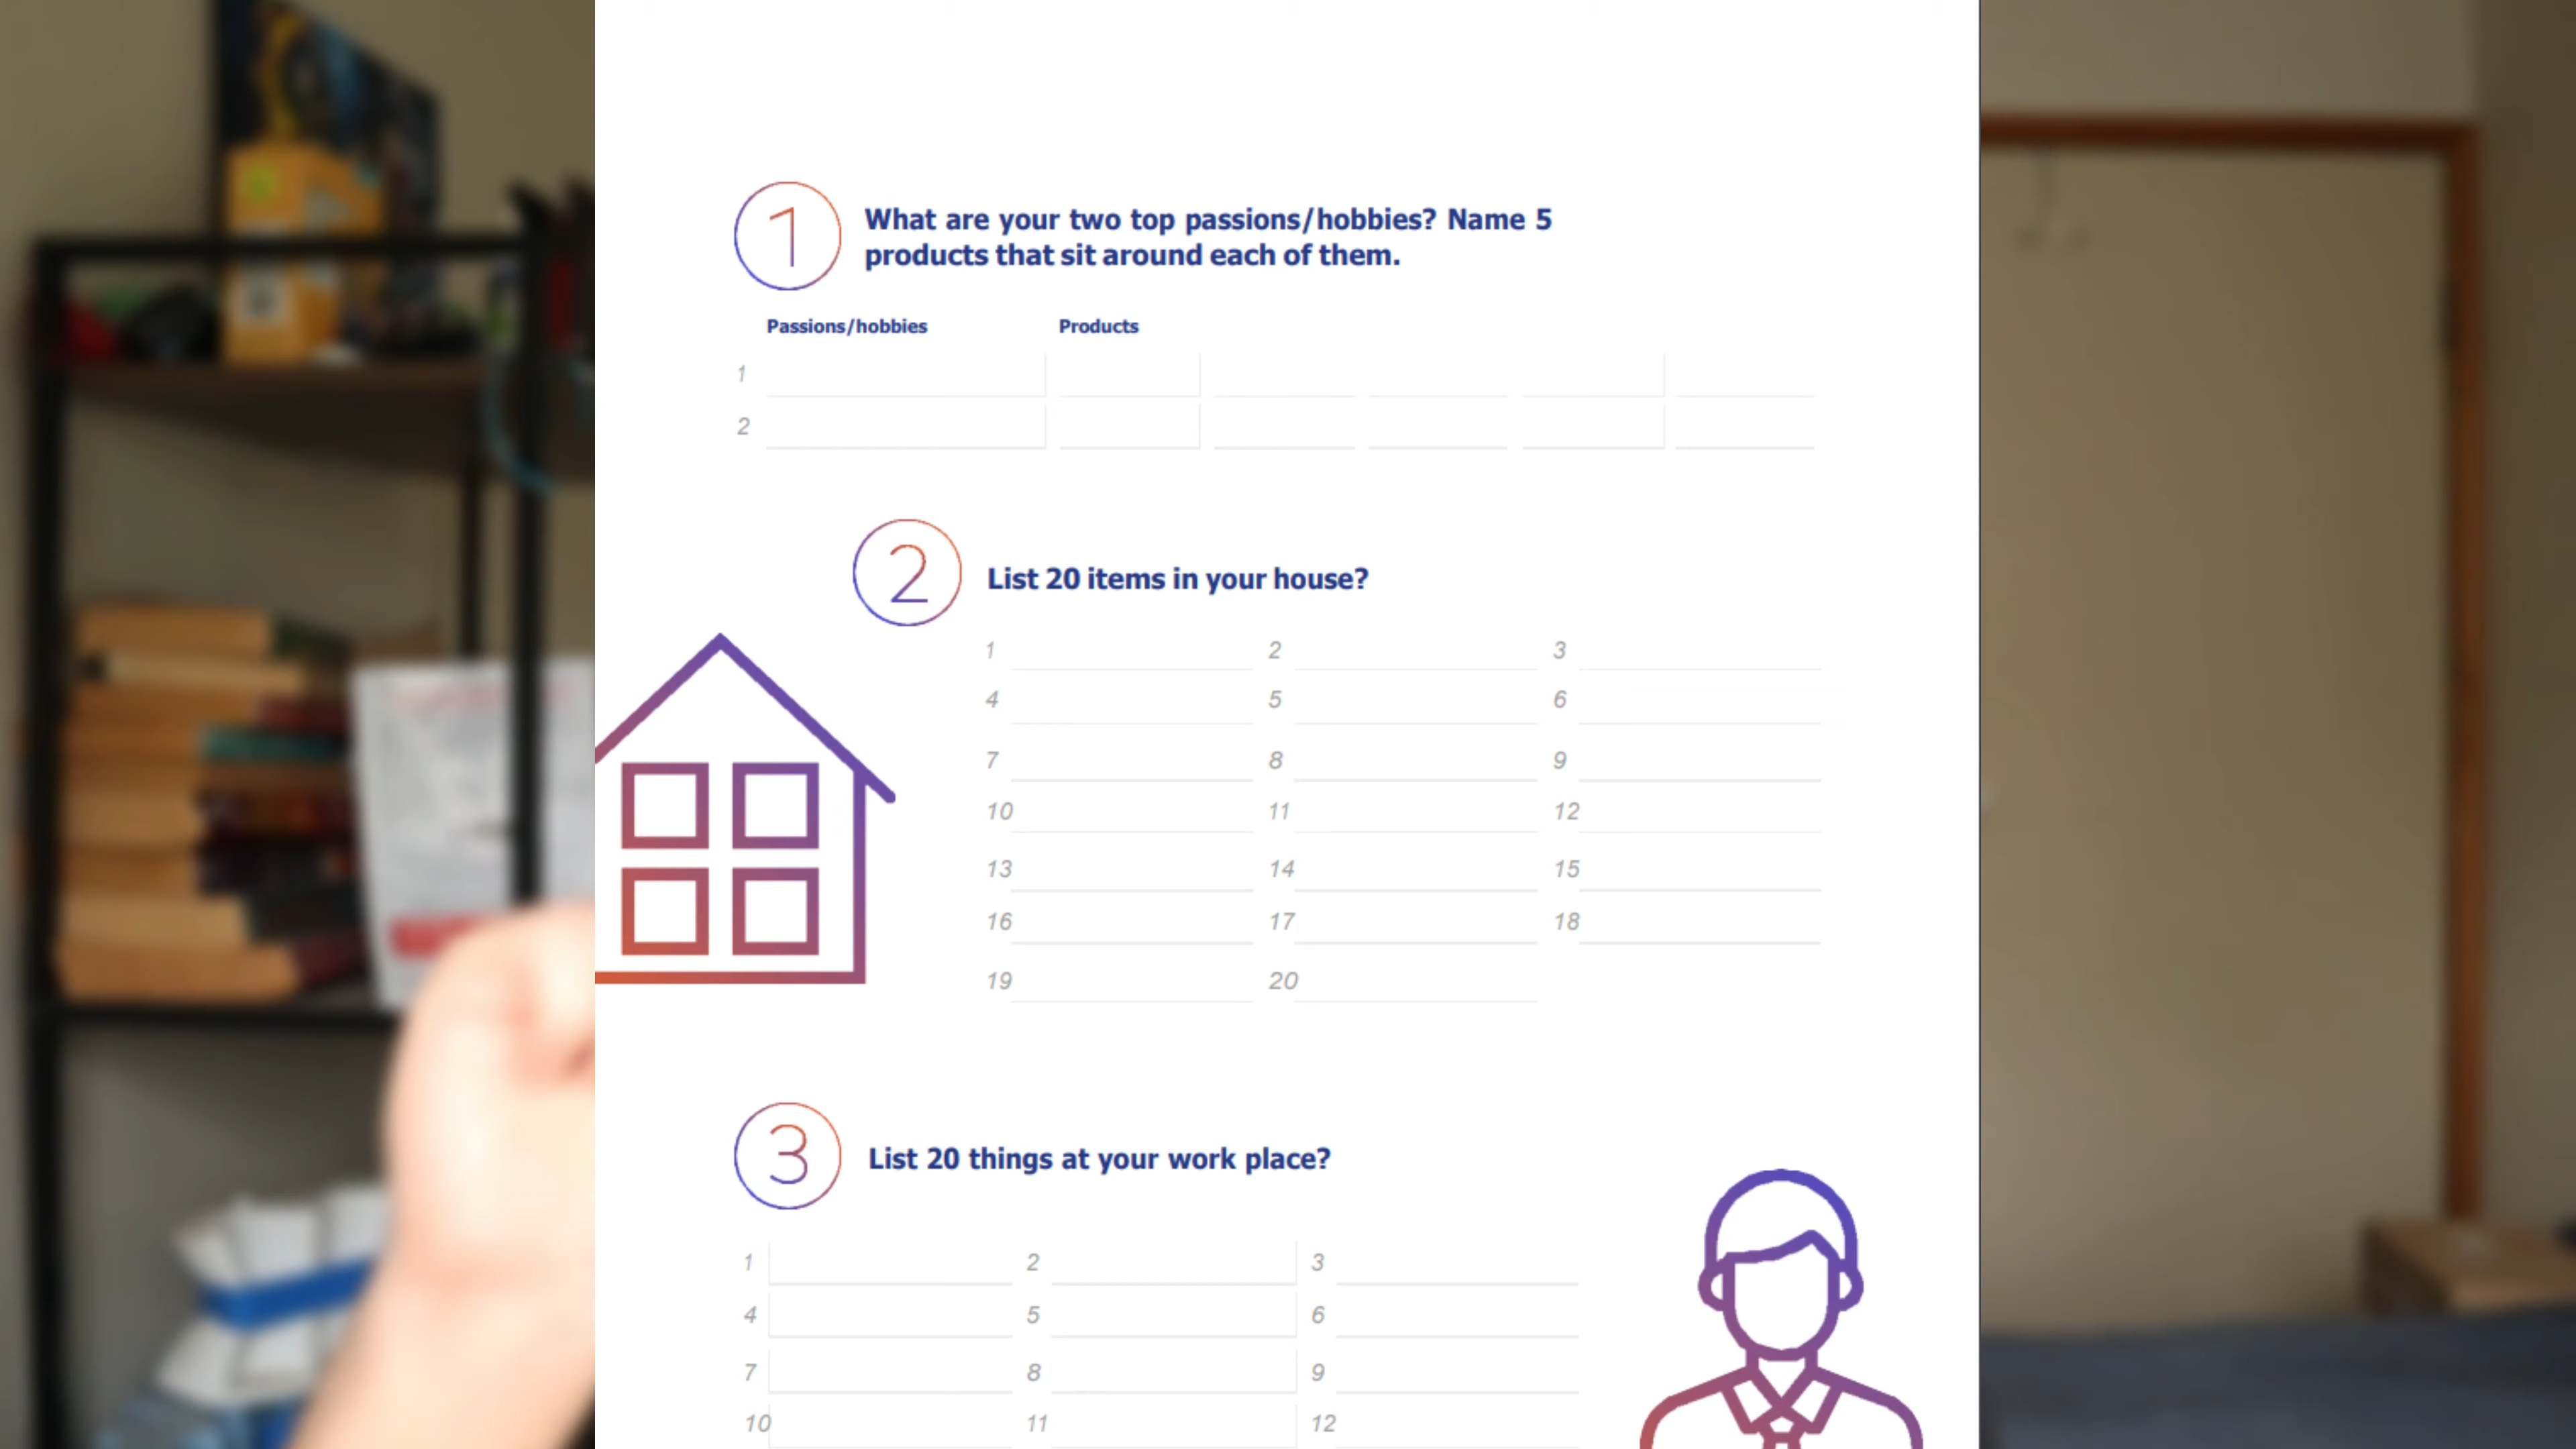 1
What are your two top passions/hobbies? Name 5
products that sit around each of them.
Passions/hobbies Products
1
2
2
List 20 items in your house?
1 2 3
4 5 6
7 8 9
10 11 12
13 14 15
16 17 18
19 20
3
List 20 things at your work place?
1 2 3
4 5 6
7 8 9
10 11 12